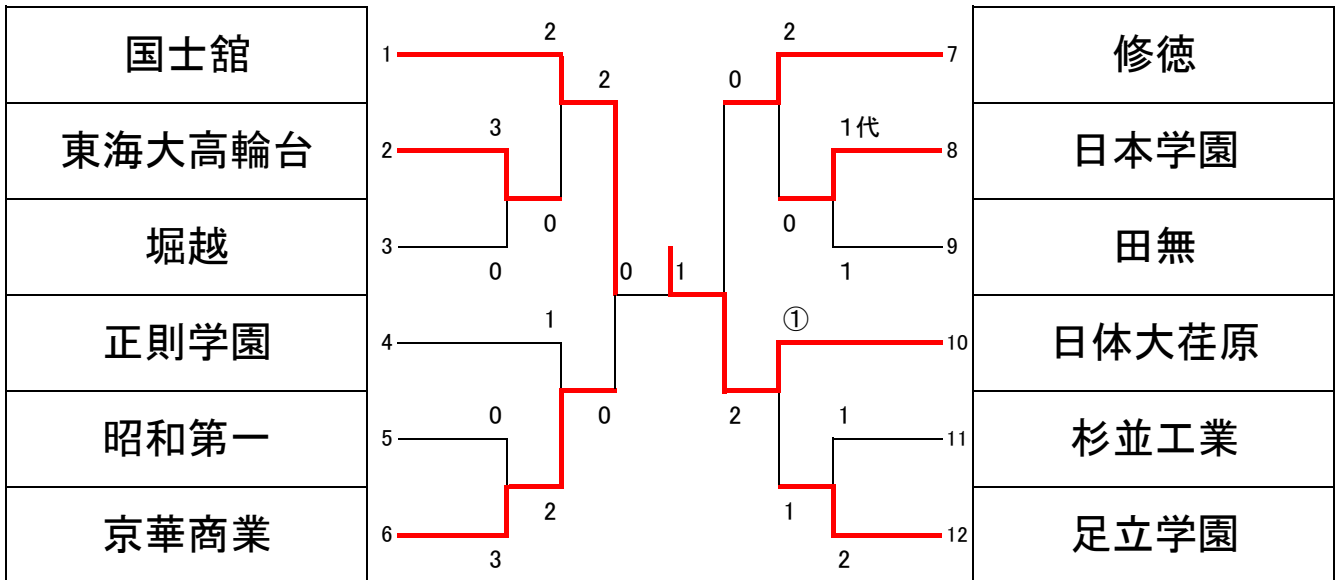 国士舘
東海大高輪台
堀越
正則学園
昭和第一
京華商業
1
2
3
4
5
6
2
3
0
0
2
1
0
2
3
0
0
0
1
2
0
1代
0
1
①
2
1
1
2
7
8
9
10
11
12
修徳
日本学園
田無
日体大荏原
杉並工業
足立学園